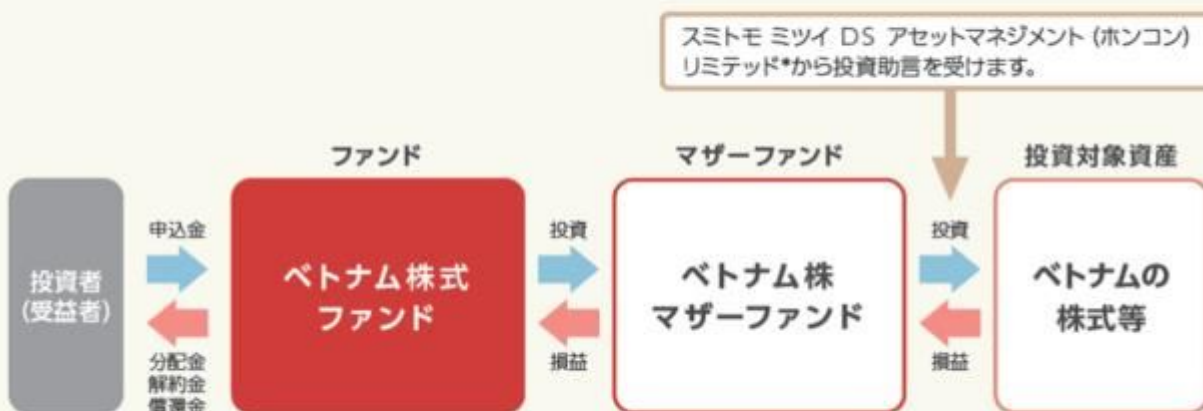 スミトモ ミツイ DS アセットマネジメント (ホンコン)
リミテッド*から投資助言を受けます。
ファンド
マザーファンド
投資対象資産
投資者
(受益者)
申込金
分配金
解約金
償還金
ベトナム株式
ファンド
投資
損益
ベトナム株
マザーファンド
投資
損益
ベトナムの
株式等